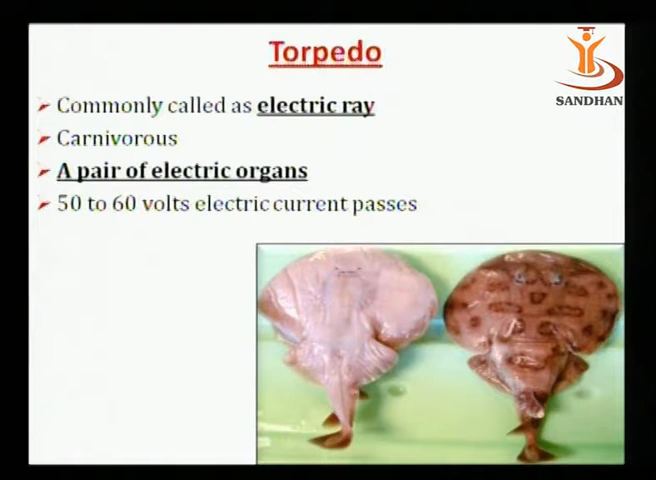 Torpedo
SANDHAN
Commonly called as electric ray
Carnivorous
A pair of electric organs
50 to 60 volts electric current passes